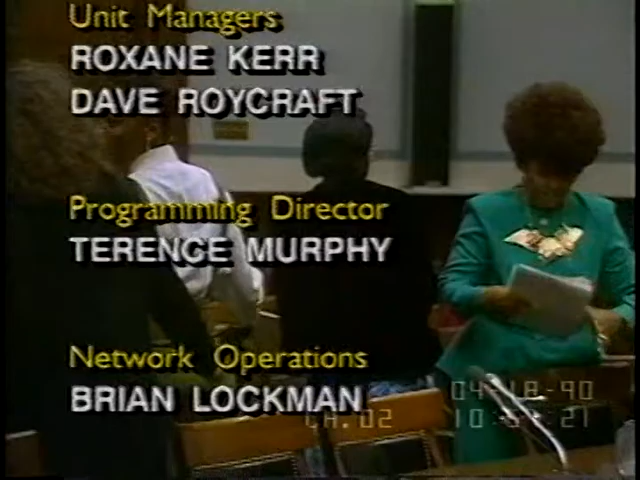 Unit Managers
ROXANE KERR
DAVE ROYCRAFT
Programming Director
TERENCE MURPHY
Network Operations
BRIAN LOCKMAN
04-18-90
CH.02